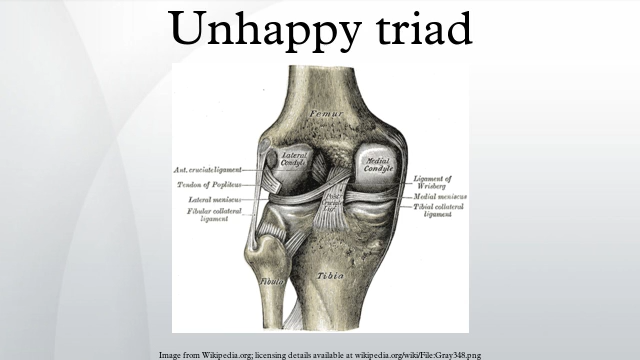 Unhappy triad
Femur
Lateral
Condyle
Medial
Condyle
Ant. cruciate ligament
Tendon of Popliteus
Lateral meniscus
Fibular collateral
ligament
Ligament of
Wrisberg
Medial meniscus
Tibial collateral
ligament
Post.
Cruciate
Fibula
Tibia
Image from Wikipedia.org; licensing details available at wikipedia.org/wiki/File:Gray348.png